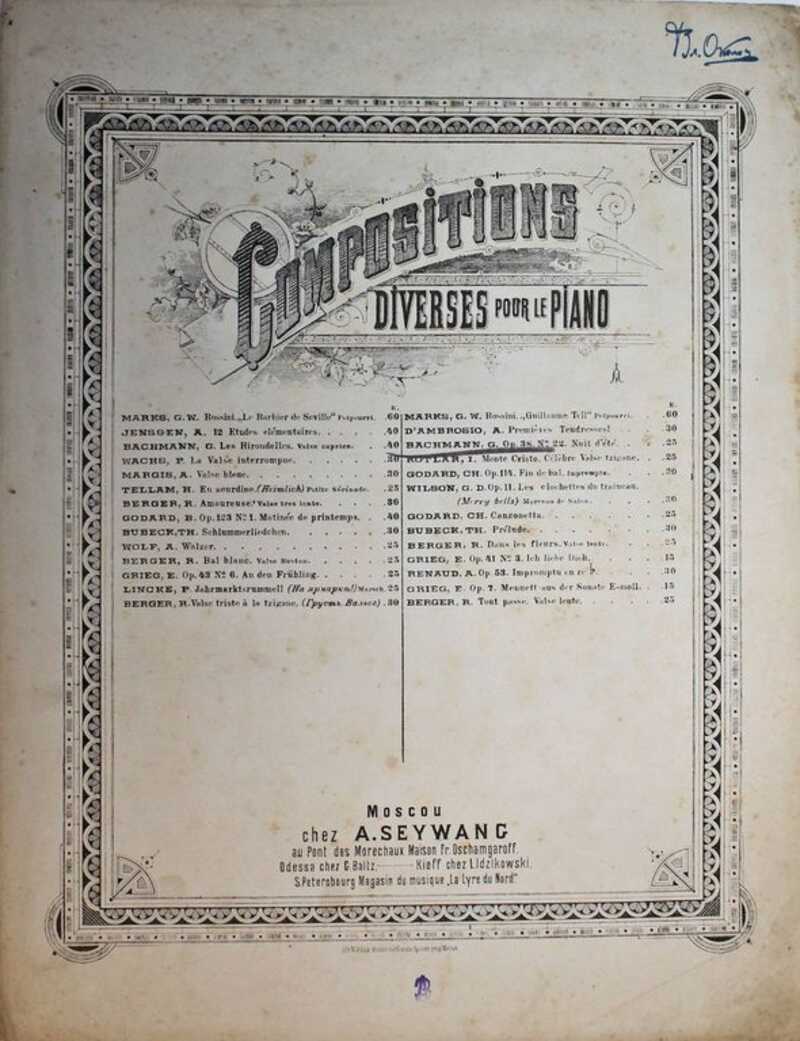 COMPOSITIONS
DIVERSES POUR LE PIANO
K.
MARKS, G. W. Rossini. „Le Barbier de Seville" Potpourri. .60
JENSGEN, A. 12 Etudes elémentaires. . . . . .40
BACHMANN, G. Les Hirondelles. Valse caprice. . . .40
WACHS, P. La Valse interrompue. . . . . . .30
MARGIS, A. Valse bleue. . . . . . . . .30
TELLAM, H. En sourdine. (Heimlich) Petite Sérénade. .25
BERGER, R. Amoureuse. Valse tres lente. . . . . .30
GODARD, B. Op. 123 No 1. Matinée de printemps. . .40
BUBECK, TH. Schlummerliedchen. . . . . . .30
WOLF, A. Walzer. . . . . . . . . . .25
BERGER, R. Bal blanc. Valse Boston. . . . . .25
GRIEG, E. Op. 43 No 6. An den Frühling. . . . . .25
LINCKE, P. Jahrmarktsrummell (На ярмаркѣ) Marsch. 25
BERGER, R. Valse triste à la tzigane. (Грусть Вальсъ) .30
K.
MARKS, G. W. Rossini. „Guillaume Tell" Potpourri. . .60
D'AMBROSIO, A. Premières Tendresses! . .30
BACHMANN, G. Op. 38. No 22. Nuit d'été. . . .25
KOTLAR, I. Monte Cristo. Célèbre Valse tzigane. . .25
GODARD, CH. Op. 114. Fin de bal. Impromptu. . . .30
WILSON, G. D. Op. 11. Les clochettes du traineau.
(Merry bells) Morceau de Salon. . . .30
GODARD, CH. Canzonetta. . . . . . .25
BUBECK, TH. Prélude. . . . . . . .30
BERGER, R. Dans les fleurs. Valse lente. . . .25
GRIEG, E. Op. 41 No 3. Ich liebe Dich. . . . .15
RENAUD, A. Op 53. Impromptu en re ♭. . . .30
GRIEG, E. Op. 7. Menuett aus der Sonate E-moll. . .15
BERGER, R. Tout passe. Valse lente. . . . . .25
MOSCOU
chez A. SEYWANG
au Pont des Marechaux Maison Fr. Dschamgaroff.
Odessa chez G. Baltz. Kieff chez L. Idzikowski.
S. Petersbourg Magasin de musique „La Lyre du Nord"